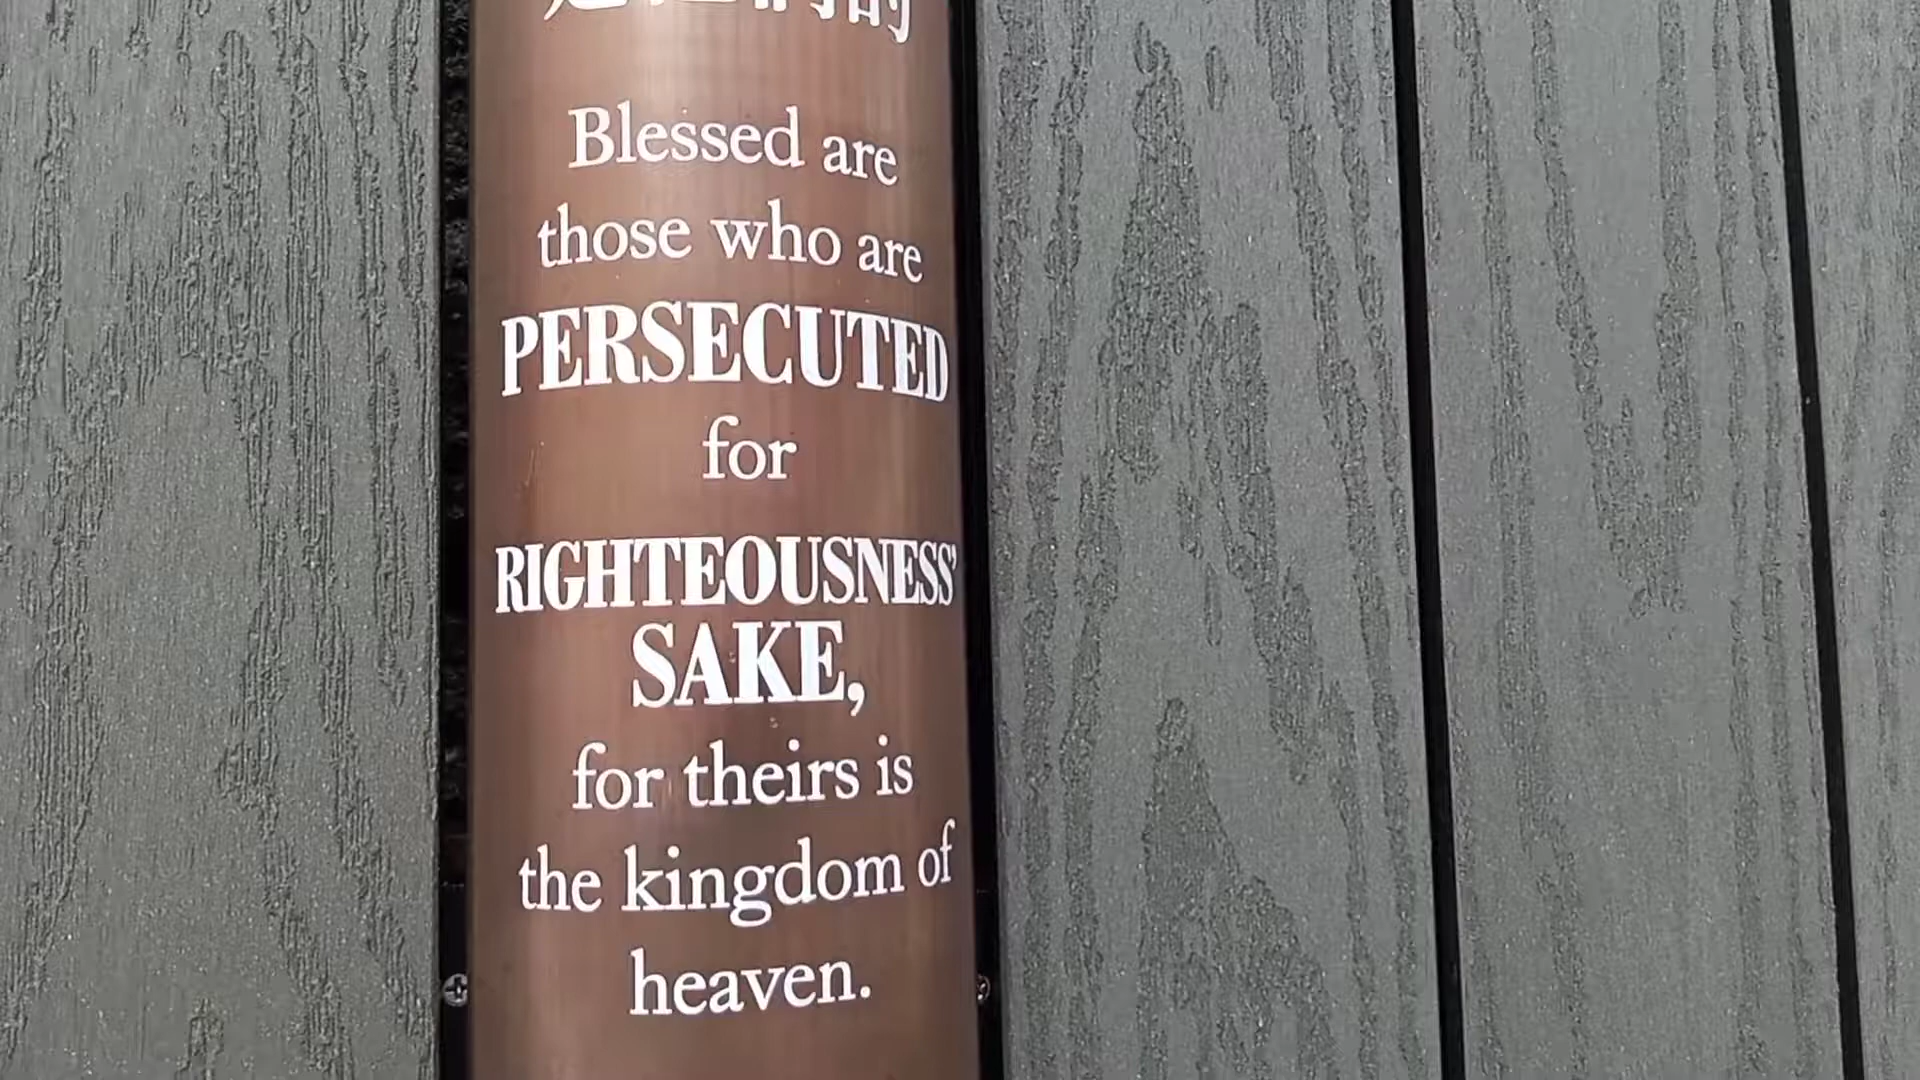 Blessed are
those who are
PERSECUTED
for
RIGHTEOUSNESS'
SAKE,
for theirs is
the kingdom of
heaven.